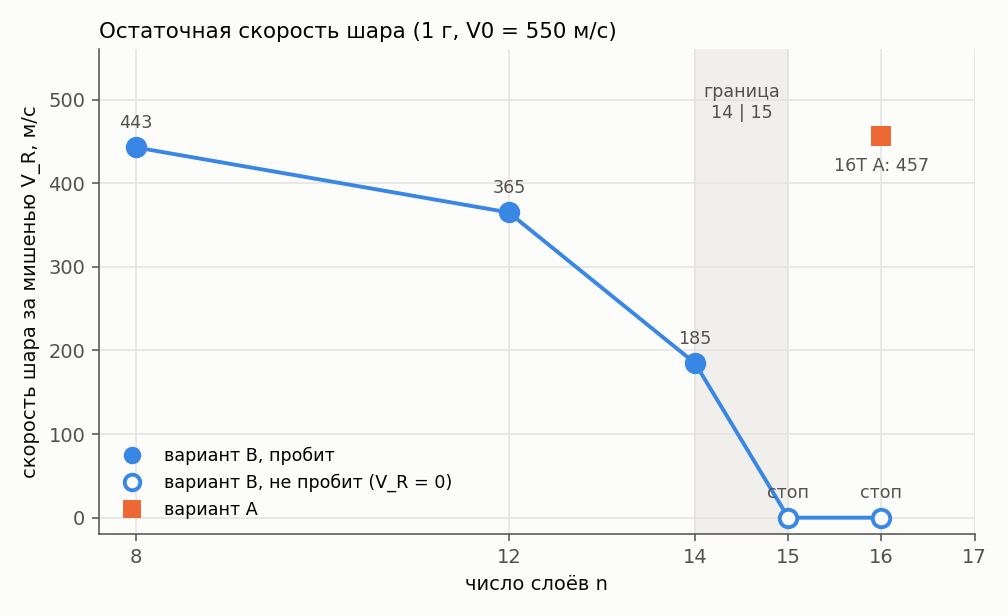 Остаточная скорость шара (1 г, V0 = 550 м/с)
скорость шара за мишенью V_R, м/с
500
400
300
200
100
0
443
365
185
граница
14 | 15
16T A: 457
стоп
стоп
вариант B, пробит
вариант B, не пробит (V_R = 0)
вариант A
8
12
14
15
16
17
число слоёв n